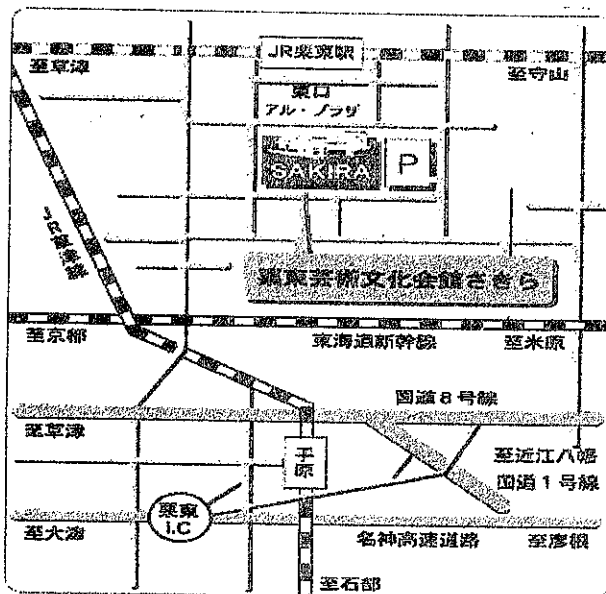 JR栗東駅
至草津
至守山
東口
アル・プラザ
SAKIRA
P
JR草津線
栗東芸術文化会館さきら
至京都
東海道新幹線
至米原
国道8号線
至草津
手原
至近江八幡
国道1号線
栗東
I.C
至大津
名神高速道路
至彦根
至石部